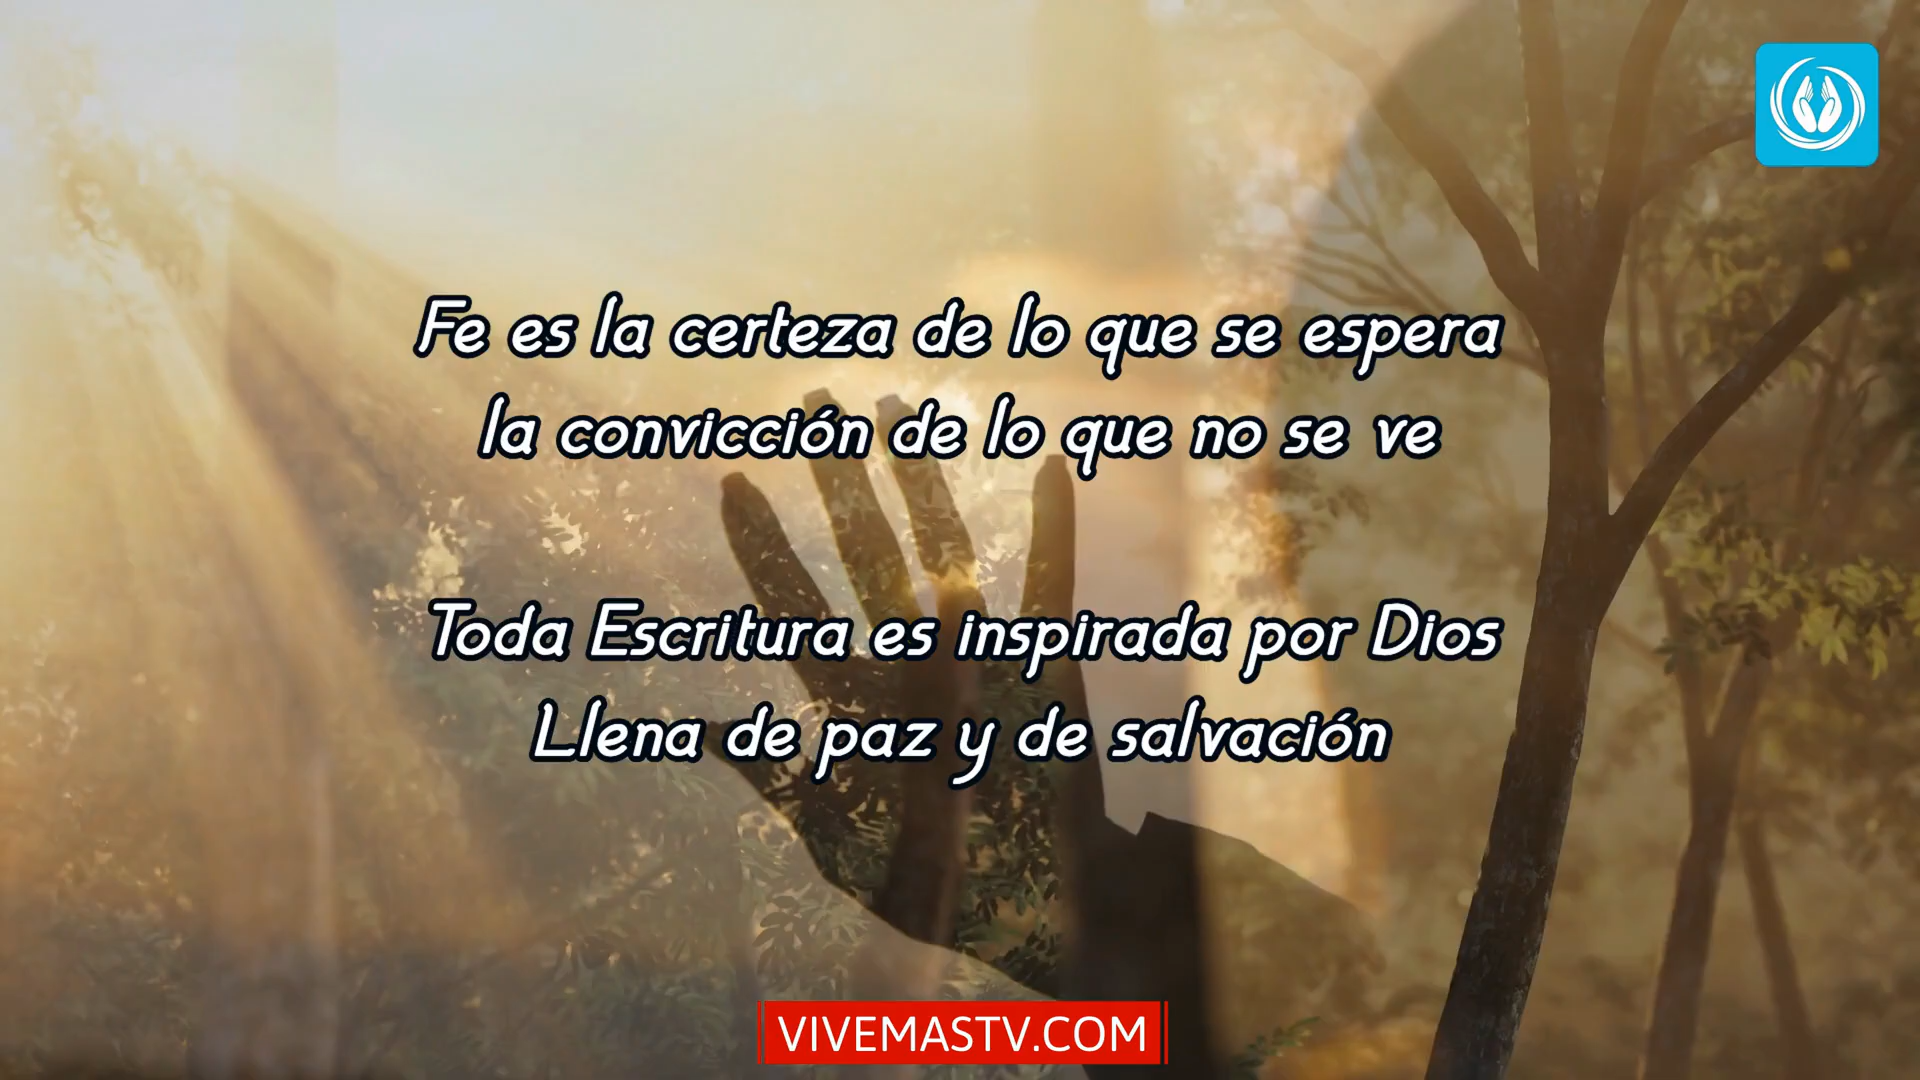 Fe es la certeza de lo que se espera
la convicción de lo que no se ve
Toda Escritura es inspirada por Dios
Llena de paz y de salvación
VIVEMASTV.COM